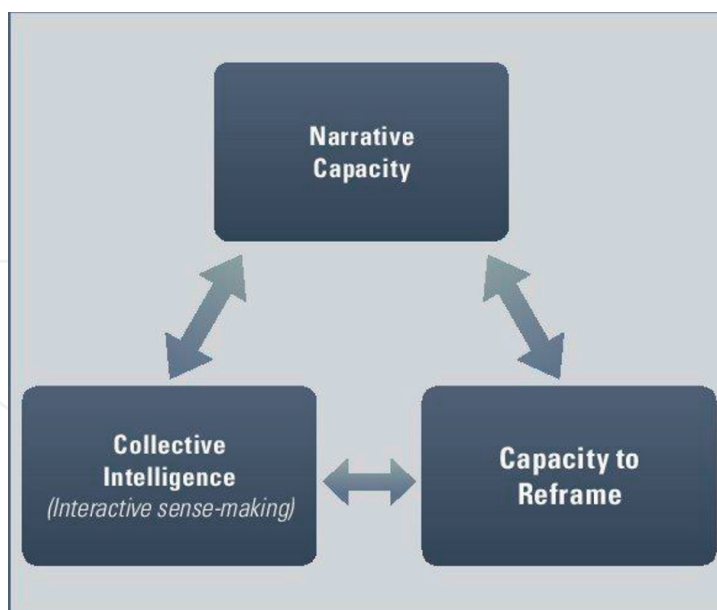 Narrative
Capacity
Collective
Intelligence
(Interactive sense-making)
Capacity to
Reframe